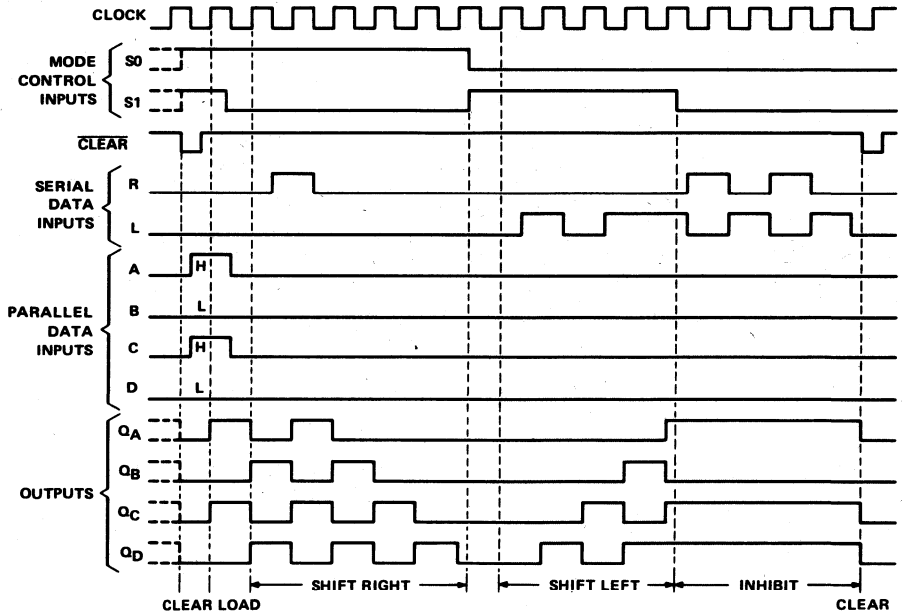 CLOCK
MODE
CONTROL
INPUTS
S0
S1
CLEAR
SERIAL
DATA
INPUTS
R
L
PARALLEL
DATA
INPUTS
A
H
B
L
C
H
D
L
OUTPUTS
QA
QB
QC
QD
SHIFT RIGHT
SHIFT LEFT
INHIBIT
CLEAR LOAD
CLEAR